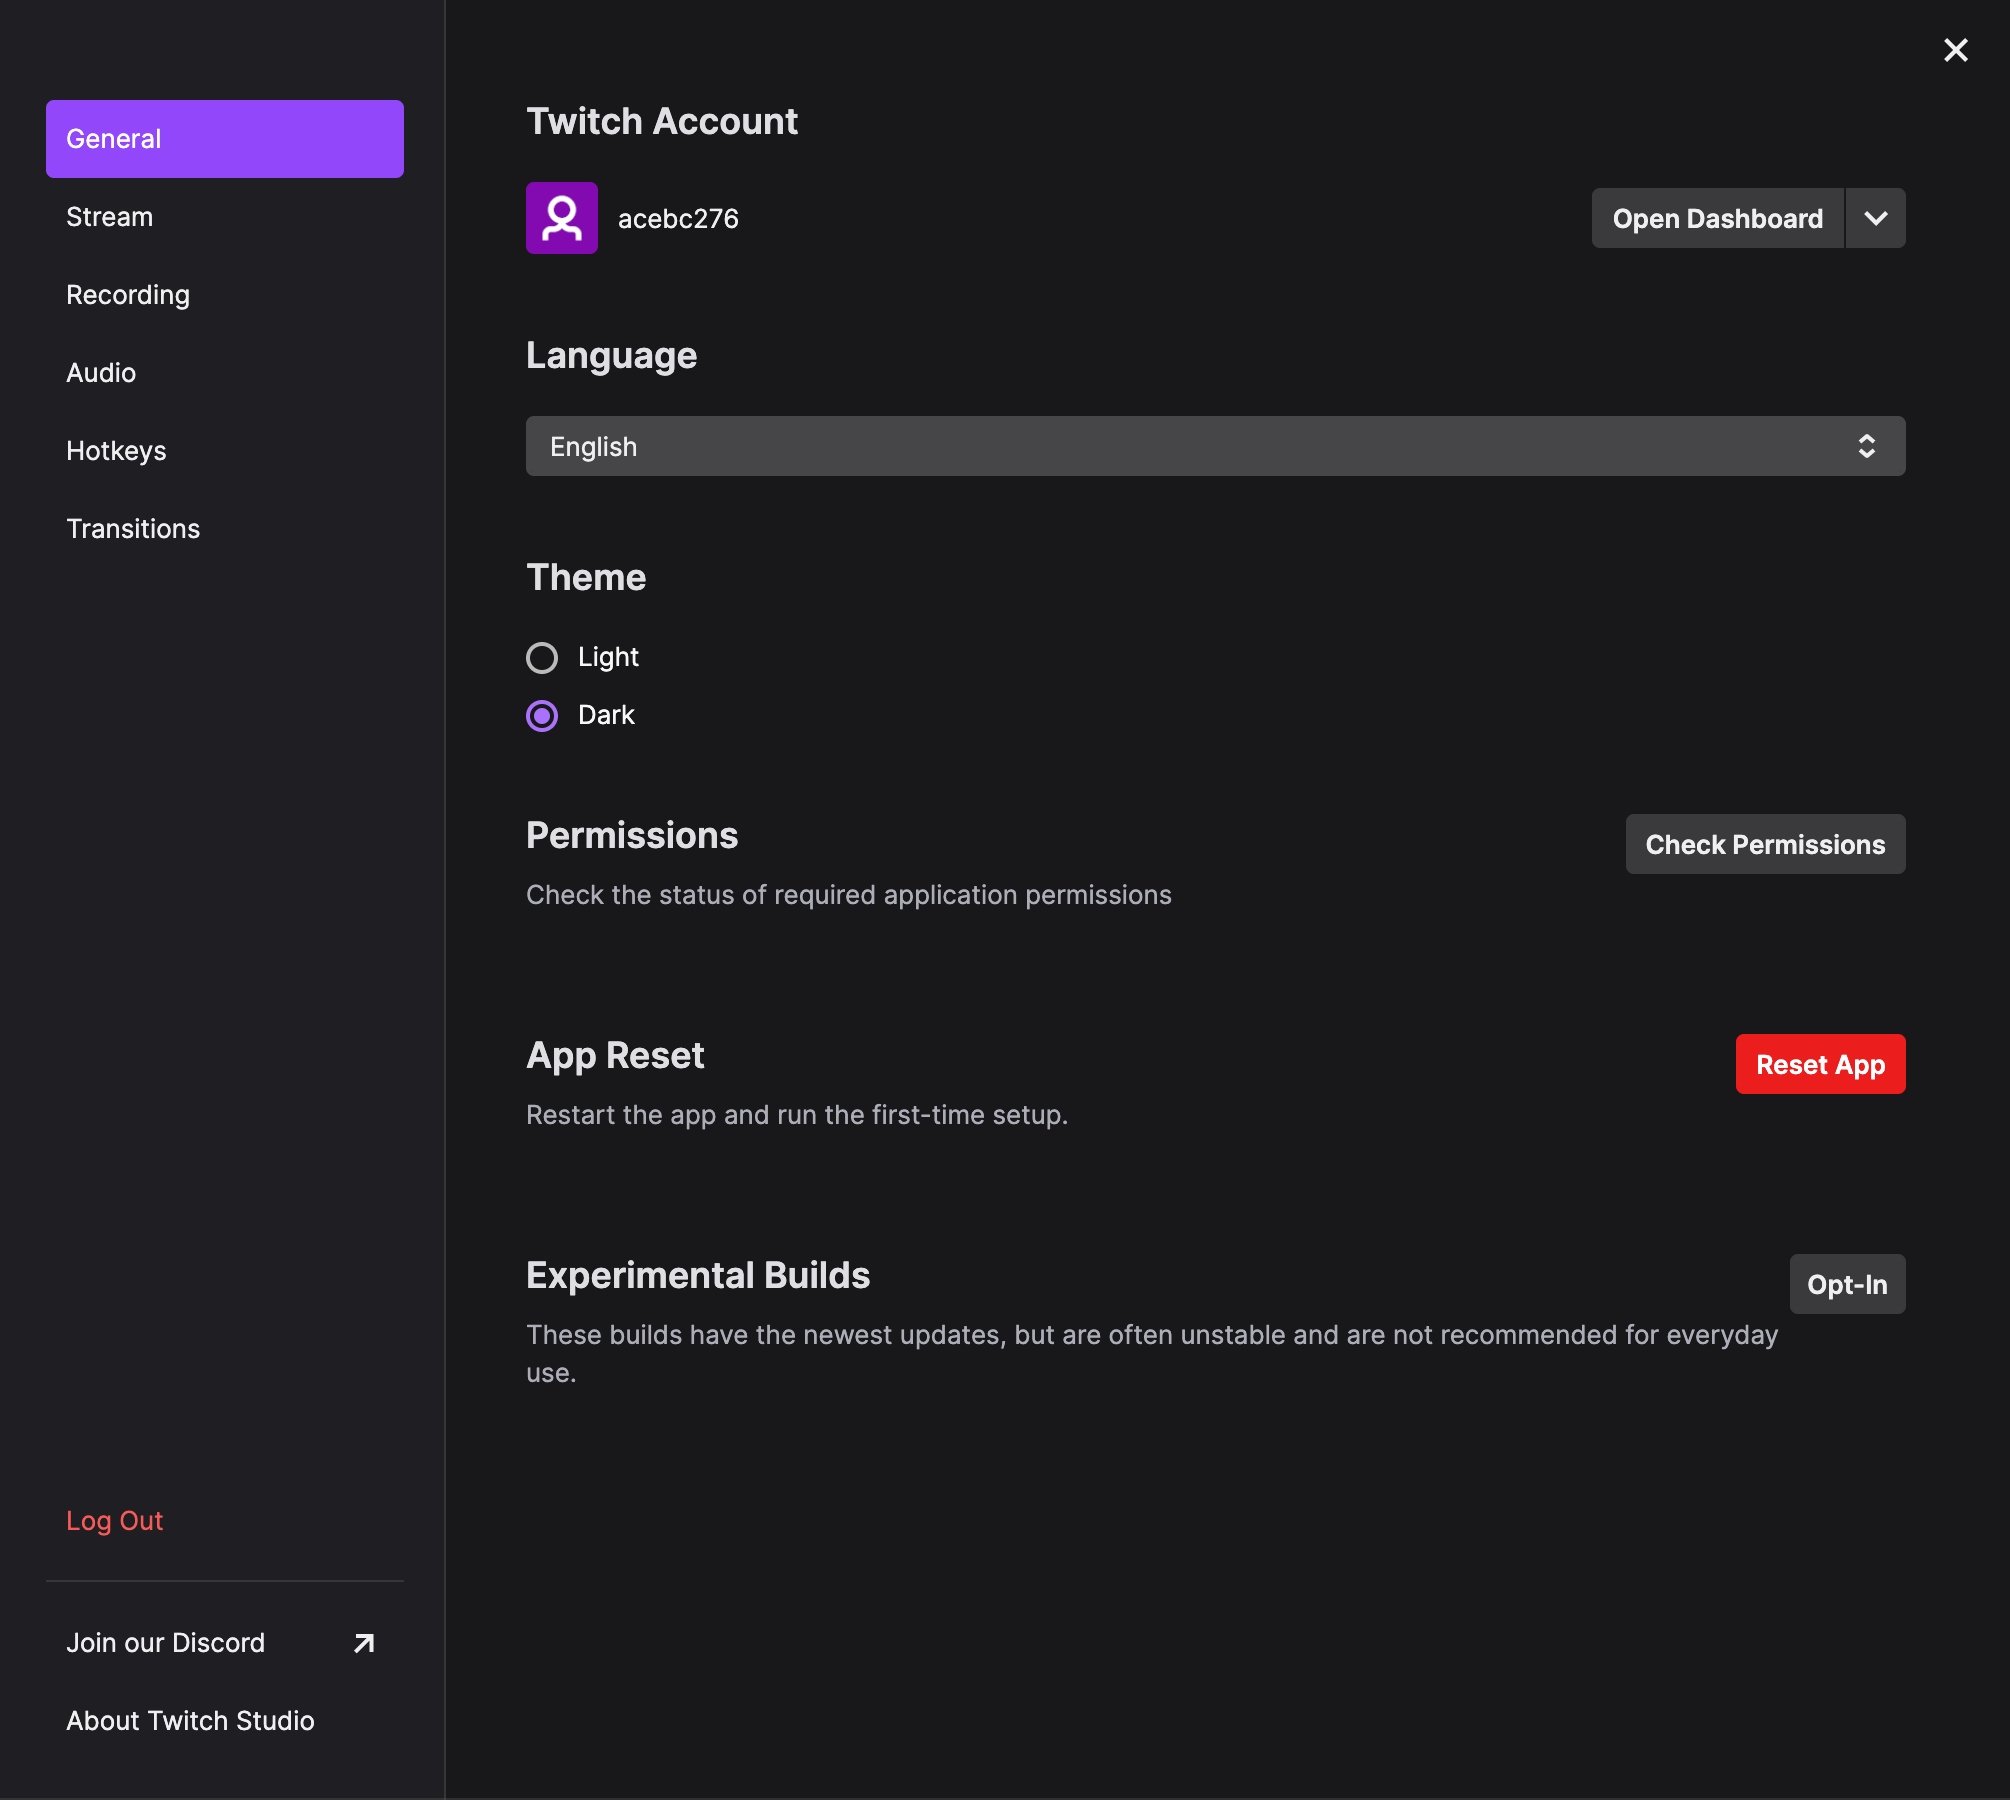 General
Stream
Recording
Audio
Hotkeys
Transitions
Log Out
Join our Discord
About Twitch Studio
Twitch Account
acebc276
Open Dashboard
Language
English
Theme
Light
Dark
Permissions
Check Permissions
Check the status of required application permissions
App Reset
Reset App
Restart the app and run the first-time setup.
Experimental Builds
Opt-In
These builds have the newest updates, but are often unstable and are not recommended for everyday
use.